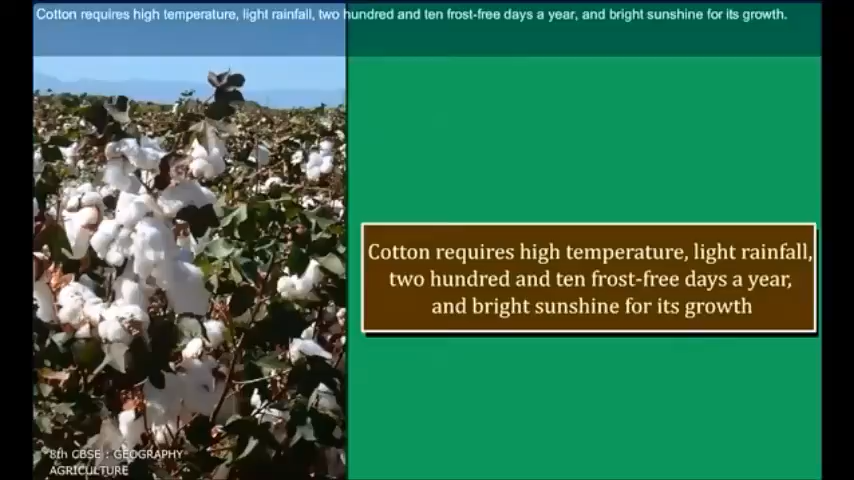 Cotton requires high temperature, light rainfall, two hundred and ten frost-free days a year, and bright sunshine for its growth.
Cotton requires high temperature, light rainfall,
two hundred and ten frost-free days a year,
and bright sunshine for its growth
8th CBSE : GEOGRAPHY
AGRICULTURE